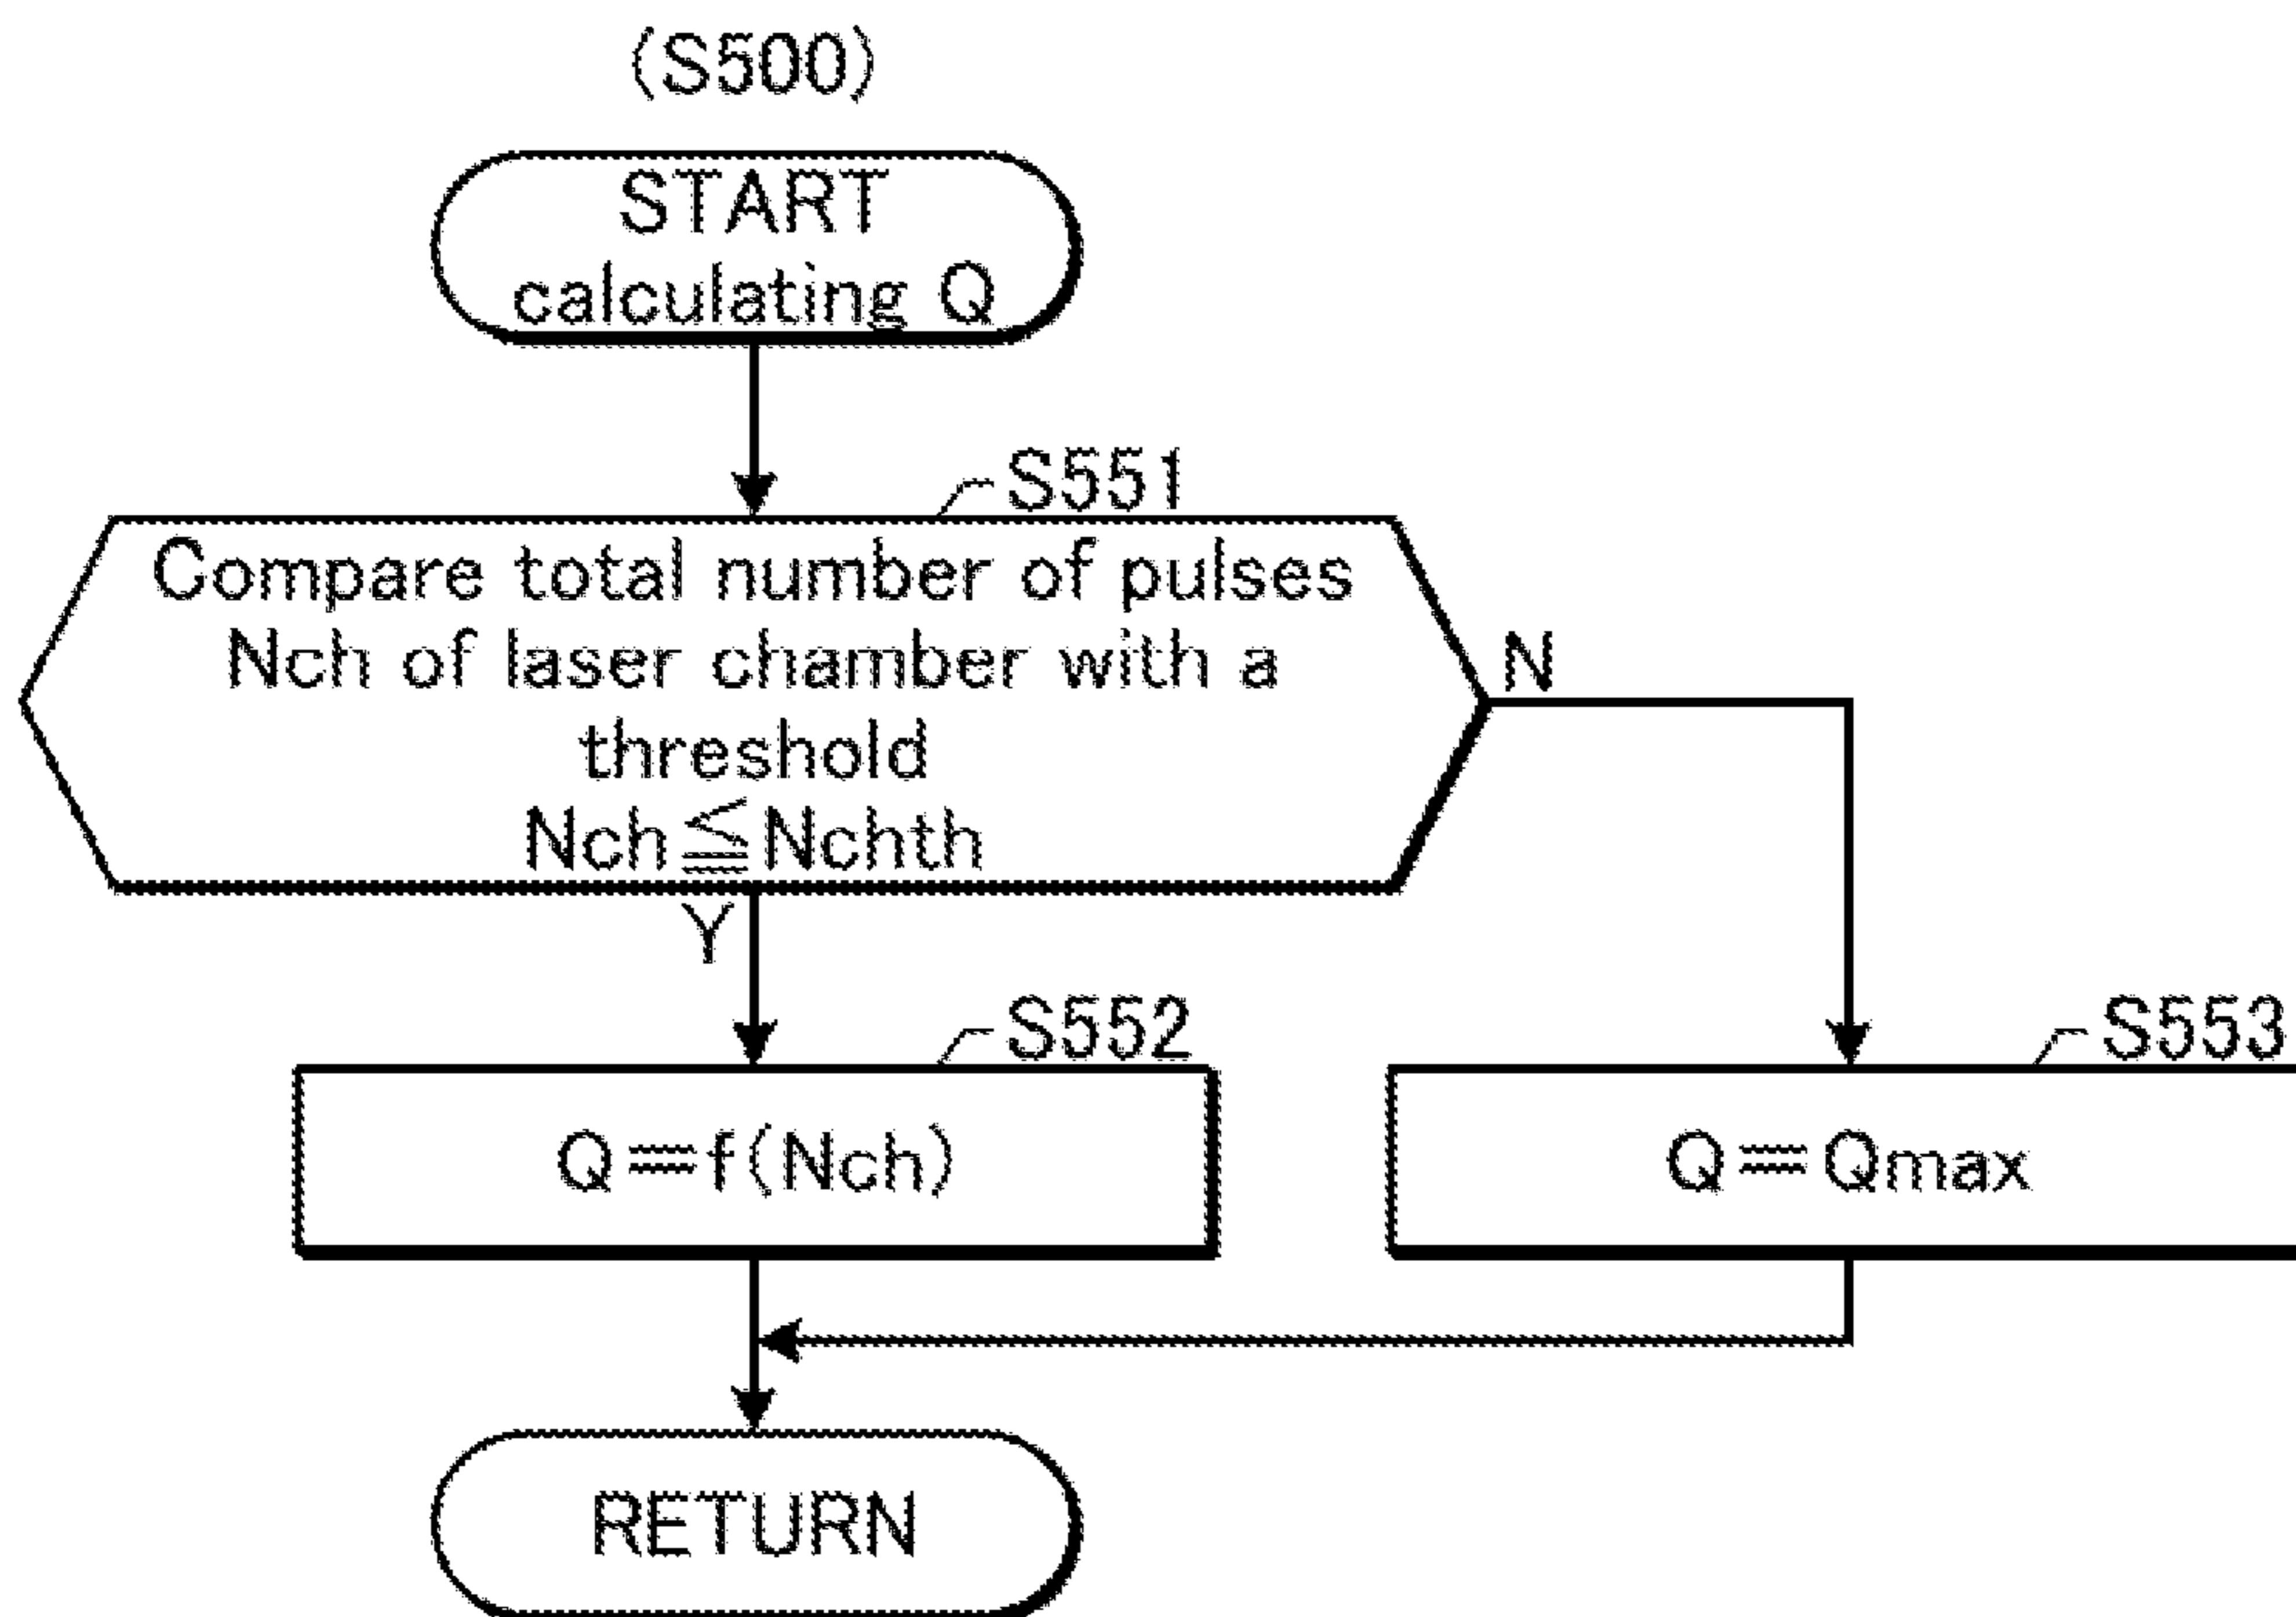 (S500)
START
calculating Q
S551
Compare total number of pulses
Nch of laser chamber with a
threshold
Nch≦Nchth
N
Y
S552
Q=f(Nch)
S553
Q=Qmax
RETURN